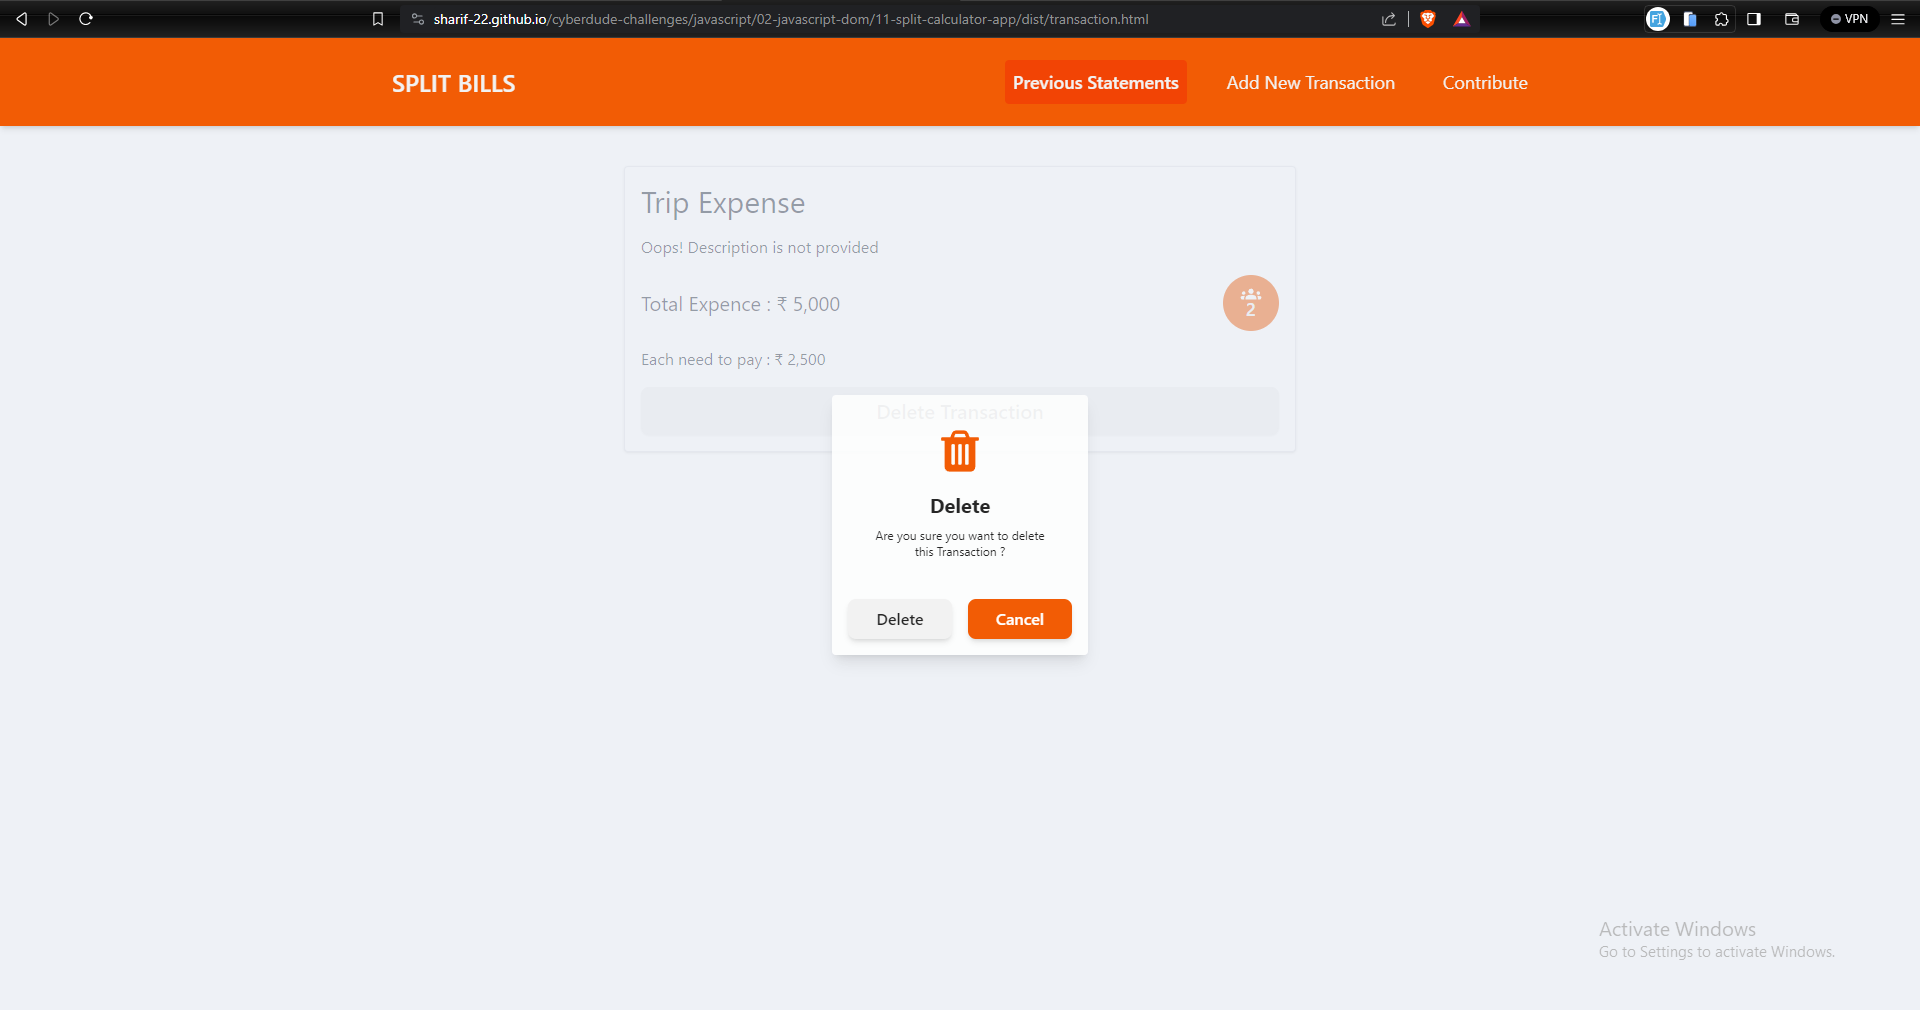 sharif-22.github.io/cyberdude-challenges/javascript/02-javascript-dom/11-split-calculator-app/dist/transaction.html
VPN
SPLIT BILLS
Previous Statements
Add New Transaction
Contribute
Trip Expense
Oops! Description is not provided
Total Expence : ₹ 5,000
2
Each need to pay : ₹ 2,500
Delete Transaction
Delete
Are you sure you want to delete
this Transaction ?
Delete
Cancel
Activate Windows
Go to Settings to activate Windows.